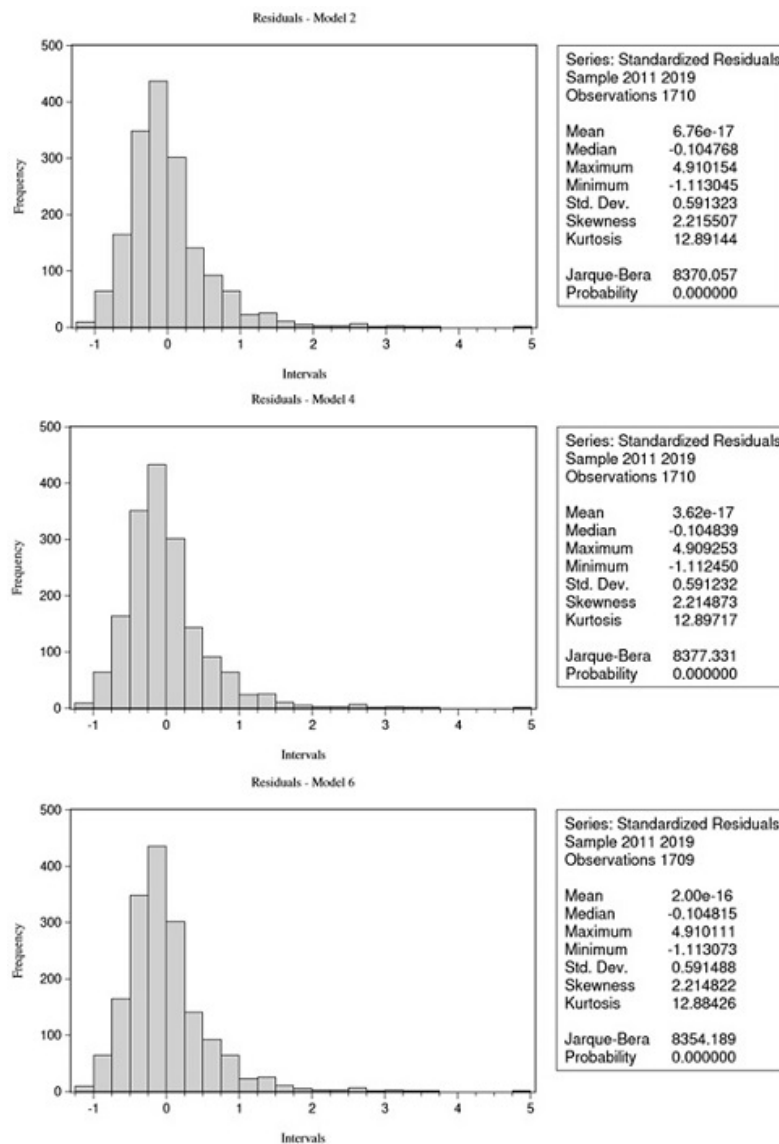 Residuals - Model 2
500
400
300
200
100
0
Frequency
-1 0 1 2 3 4 5
Intervals
Series: Standardized Residuals
Sample 2011 2019
Observations 1710
Mean 6.76e-17
Median -0.104768
Maximum 4.910154
Minimum -1.113045
Std. Dev. 0.591323
Skewness 2.215507
Kurtosis 12.89144
Jarque-Bera 8370.057
Probability 0.000000
Residuals - Model 4
500
400
300
200
100
0
Frequency
-1 0 1 2 3 4 5
Intervals
Series: Standardized Residuals
Sample 2011 2019
Observations 1710
Mean 3.62e-17
Median -0.104839
Maximum 4.909253
Minimum -1.112450
Std. Dev. 0.591232
Skewness 2.214873
Kurtosis 12.89717
Jarque-Bera 8377.331
Probability 0.000000
Residuals - Model 6
500
400
300
200
100
0
Frequency
-1 0 1 2 3 4 5
Intervals
Series: Standardized Residuals
Sample 2011 2019
Observations 1709
Mean 2.00e-16
Median -0.104815
Maximum 4.910111
Minimum -1.113073
Std. Dev. 0.591488
Skewness 2.214822
Kurtosis 12.88426
Jarque-Bera 8354.189
Probability 0.000000